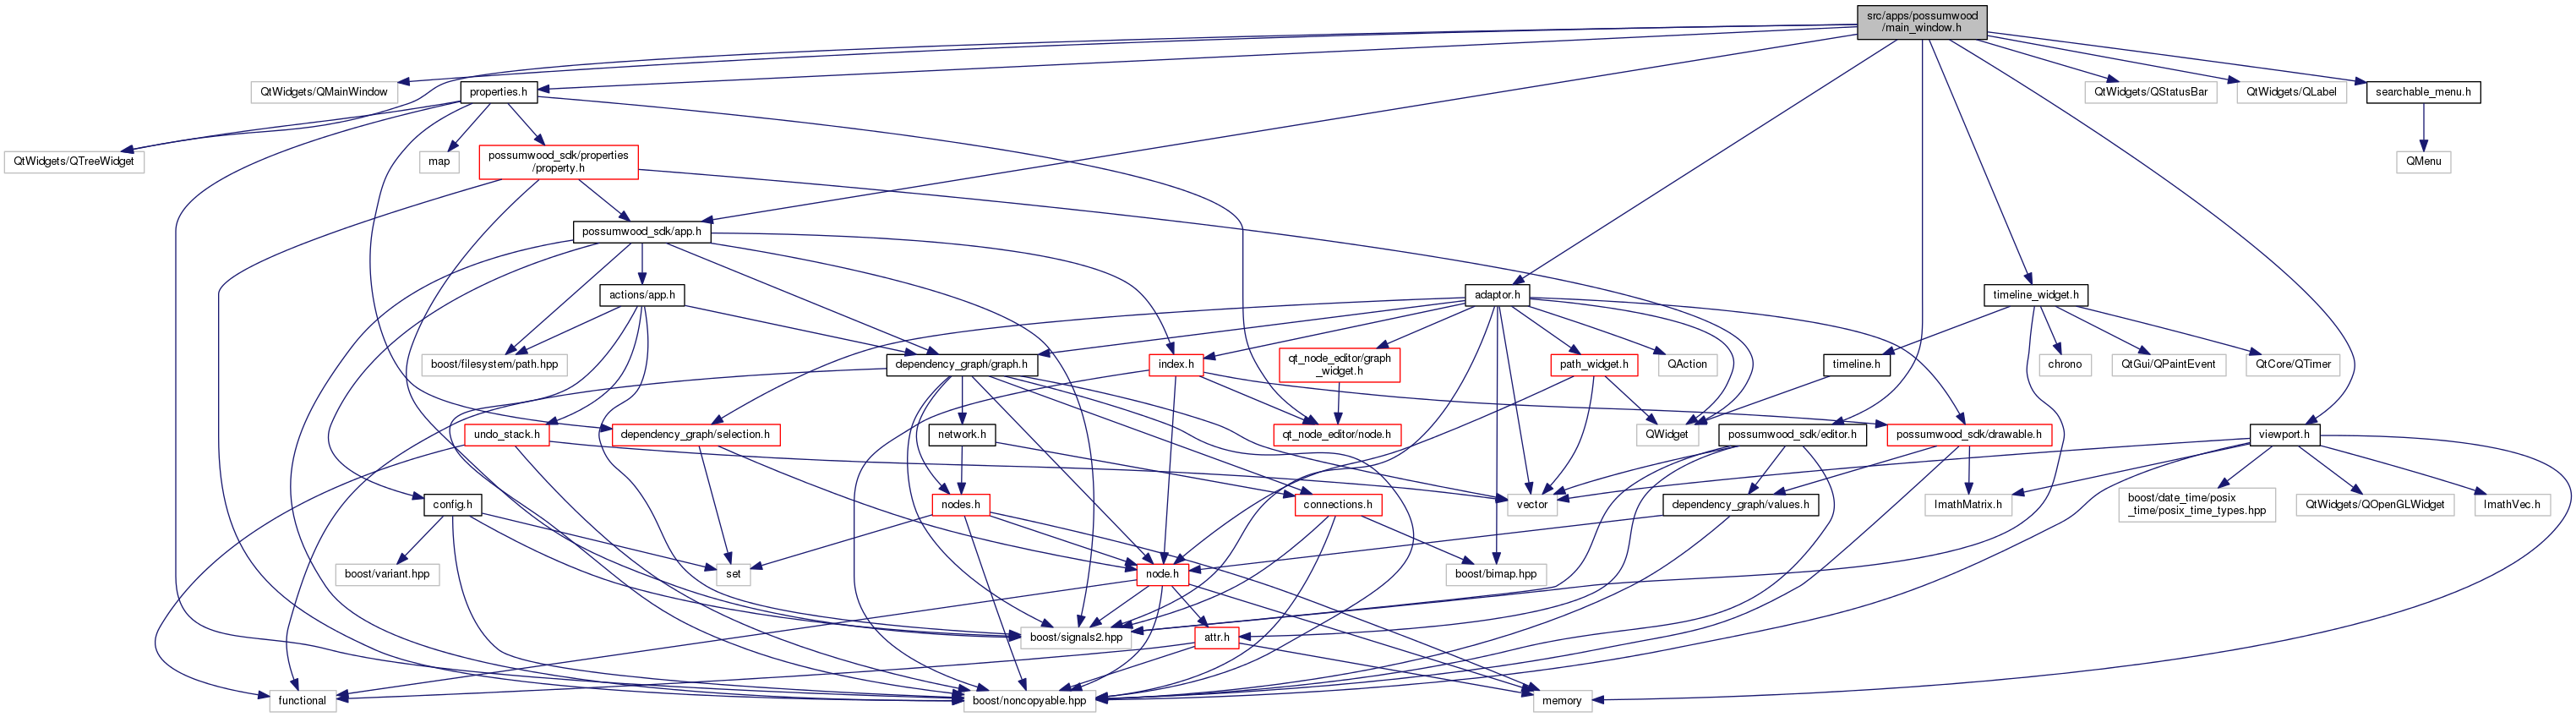 src/apps/possumwood
/main_window.h
QtWidgets/QMainWindow
properties.h
QtWidgets/QStatusBar
QtWidgets/QLabel
searchable_menu.h
QtWidgets/QTreeWidget
map
possumwood_sdk/properties
/property.h
QMenu
possumwood_sdk/app.h
actions/app.h
adaptor.h
timeline_widget.h
boost/filesystem/path.hpp
dependency_graph/graph.h
index.h
qt_node_editor/graph
_widget.h
path_widget.h
QAction
timeline.h
chrono
QtGui/QPaintEvent
QtCore/QTimer
undo_stack.h
dependency_graph/selection.h
network.h
qt_node_editor/node.h
QWidget
possumwood_sdk/editor.h
possumwood_sdk/drawable.h
viewport.h
config.h
nodes.h
connections.h
vector
dependency_graph/values.h
ImathMatrix.h
boost/date_time/posix
_time/posix_time_types.hpp
QtWidgets/QOpenGLWidget
ImathVec.h
boost/variant.hpp
set
node.h
boost/bimap.hpp
boost/signals2.hpp
attr.h
functional
boost/noncopyable.hpp
memory